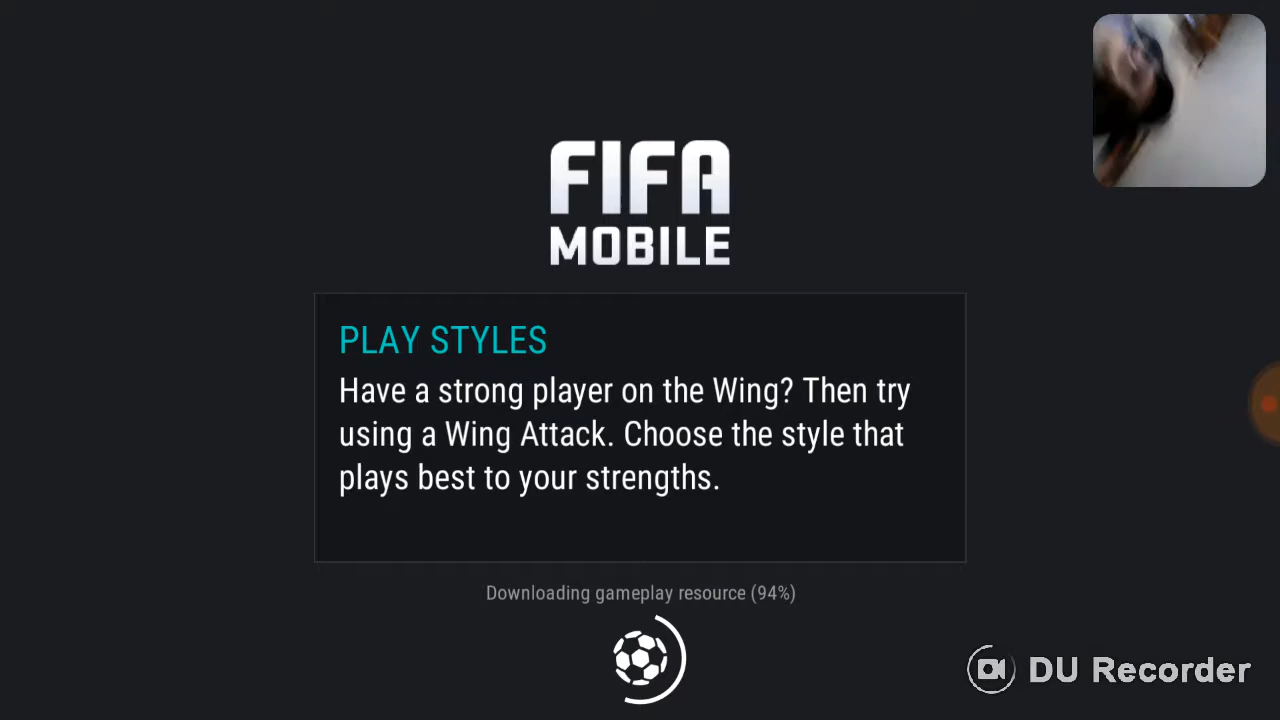 FIFA
MOBILE
PLAY STYLES
Have a strong player on the Wing? Then try
using a Wing Attack. Choose the style that
plays best to your strengths.
Downloading gameplay resource (94%)
DU Recorder